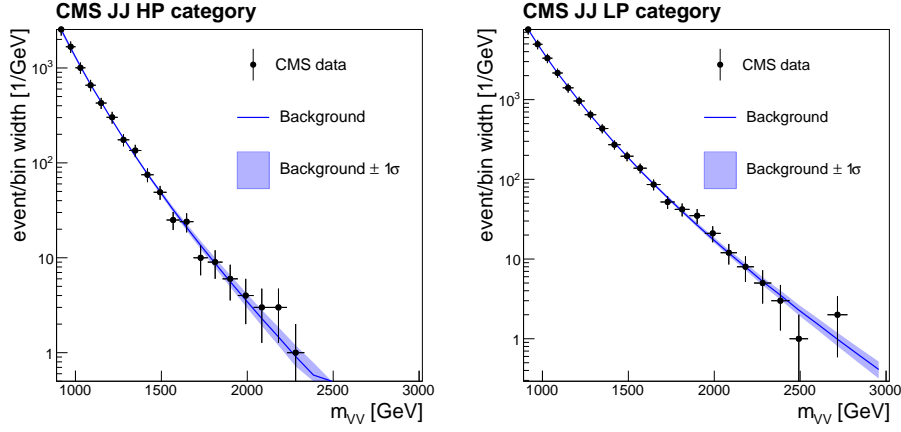 CMS JJ HP category
event/bin width [1/GeV]
10³
10²
10
1
CMS data
Background
Background ± 1σ
1000 1500 2000 2500 3000
m_VV [GeV]
CMS JJ LP category
event/bin width [1/GeV]
10³
10²
10
1
CMS data
Background
Background ± 1σ
1000 1500 2000 2500 3000
m_VV [GeV]